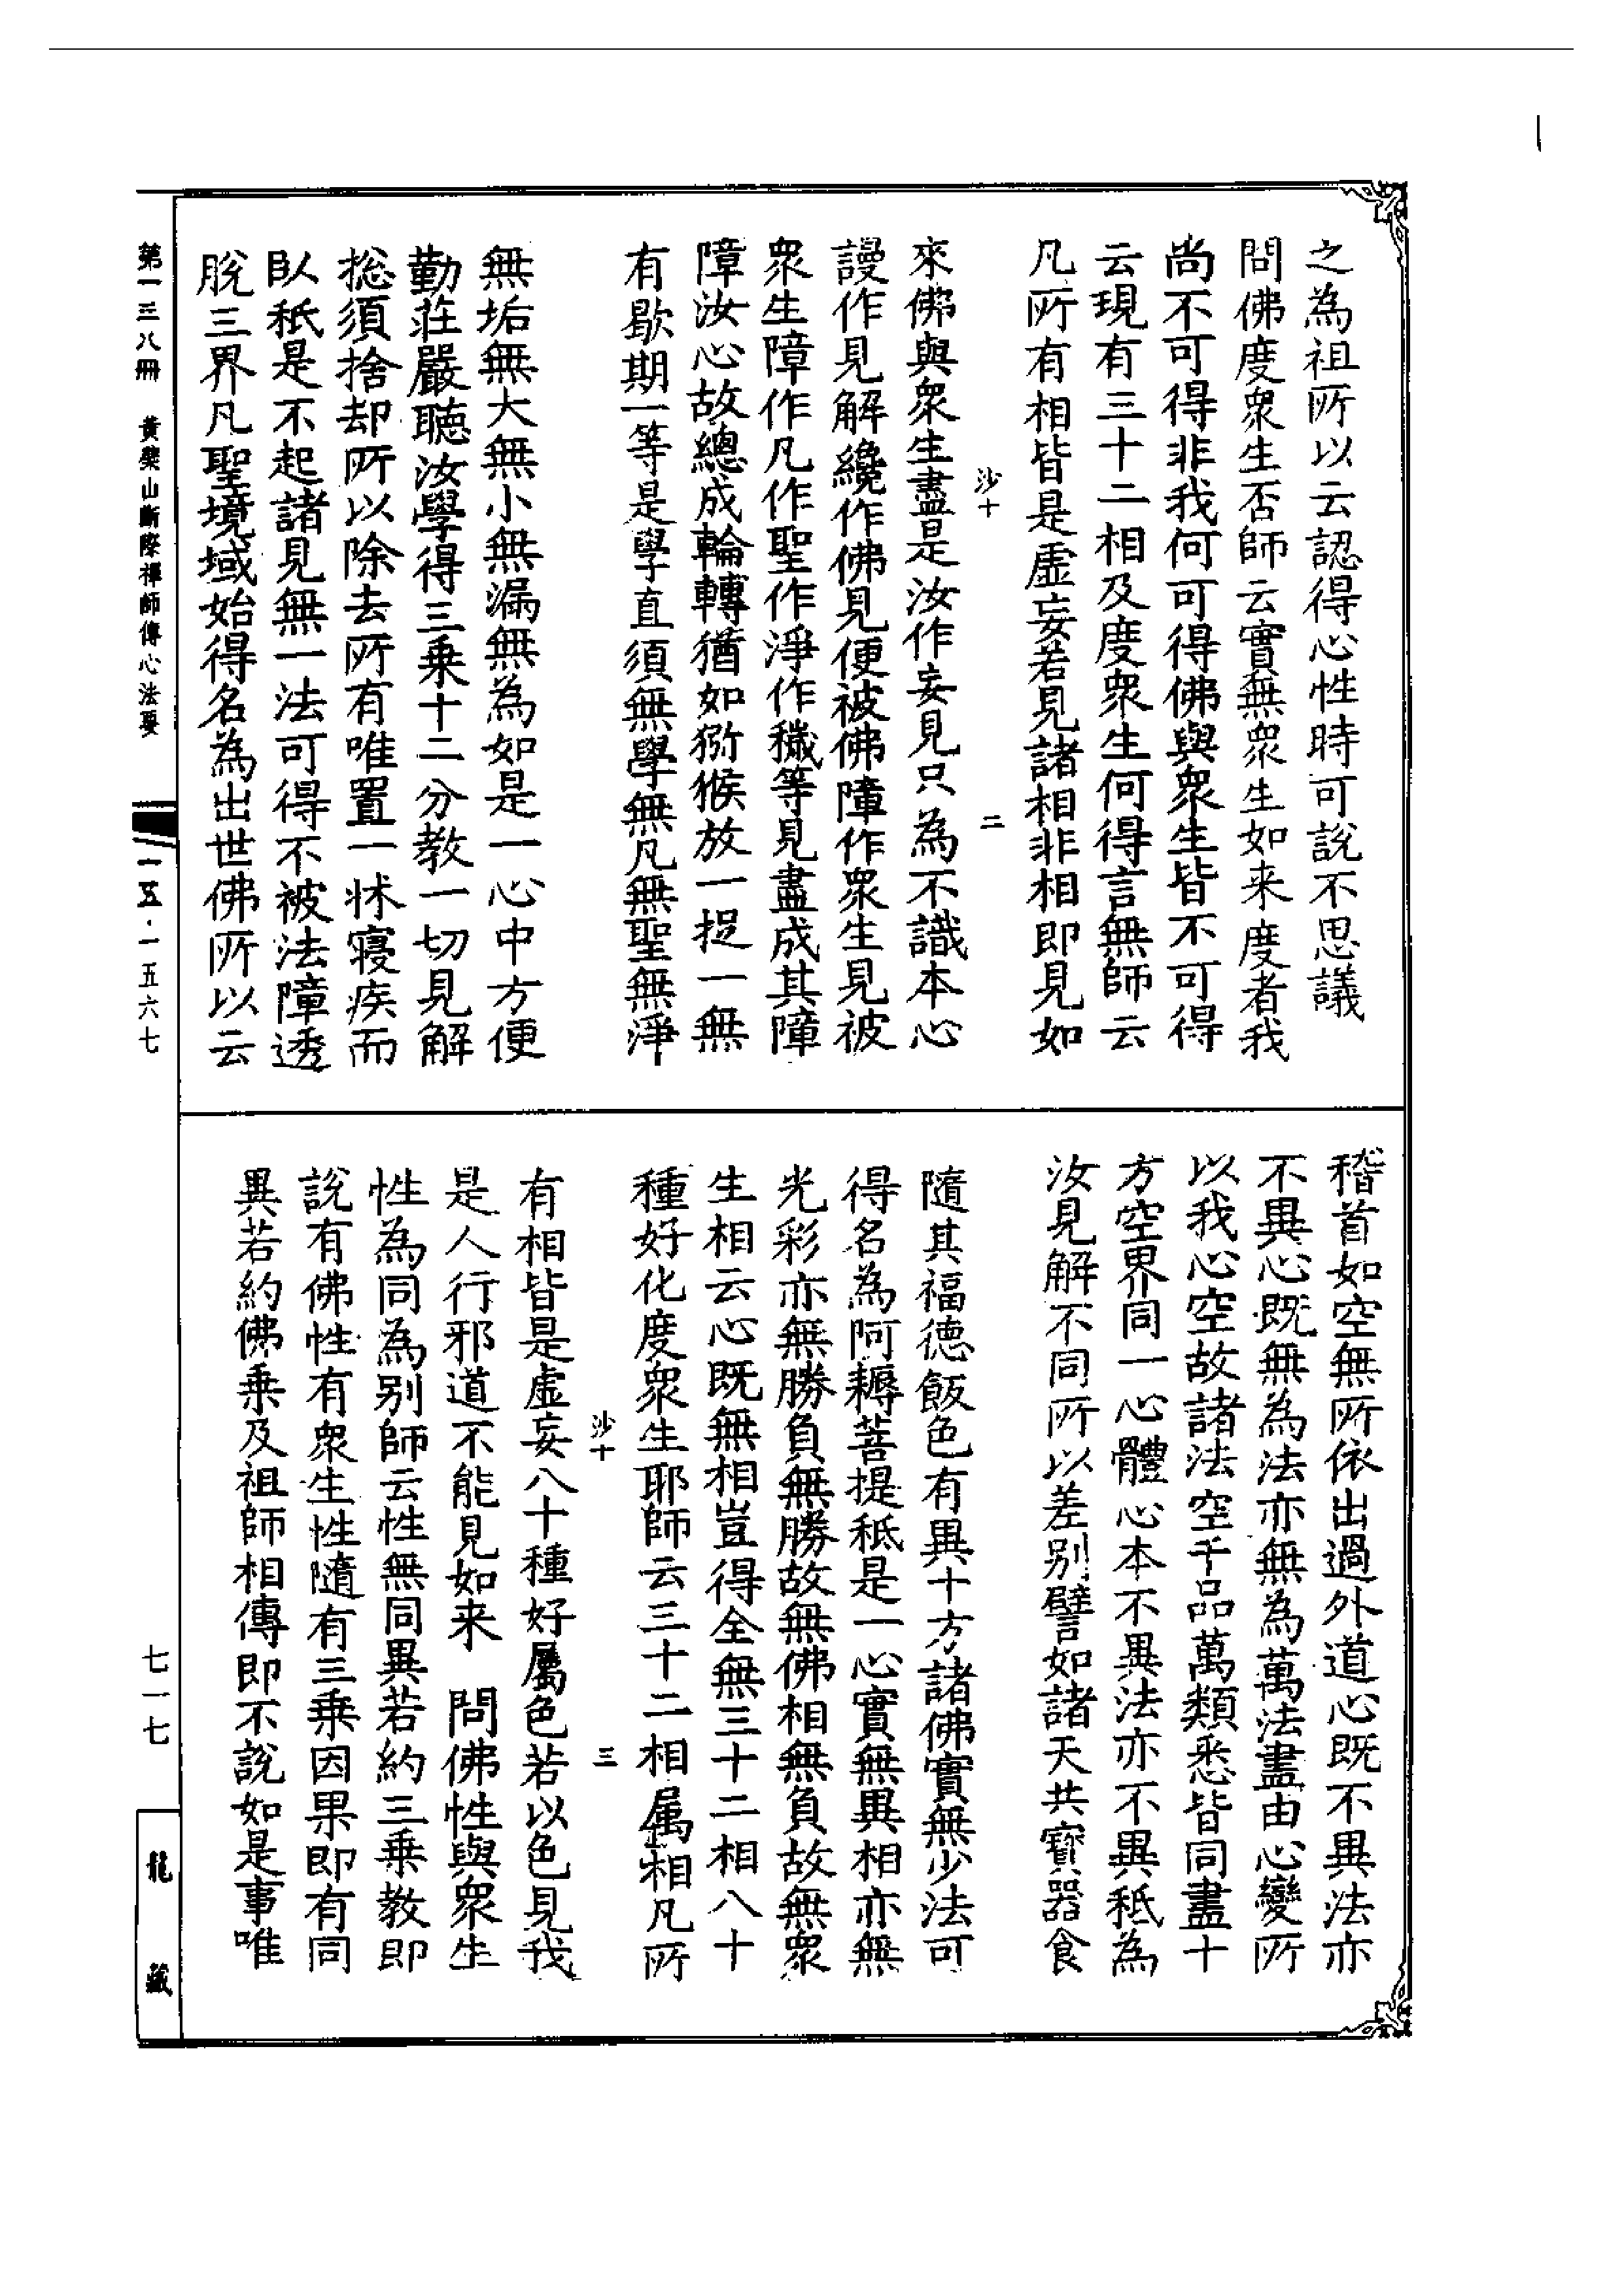 之為祖所以云認得心性時可說不思議
問佛度衆生否師云實無衆生如来度者我
尚不可得非我何可得佛與衆生皆不可得
云現有三十二相及度衆生何得言無師云
凡所有相皆是虛妄若見諸相非相即見如
沙十 二
來佛與衆生盡是汝作妄見只為不識本心
謾作見解纔作佛見便被佛障作衆生見被
衆生障作凡作聖作淨作穢等見盡成其障
障汝心故總成輪轉猶如獼猴放一捉一無
有歇期一等是學直須無學無凡無聖無淨
無垢無大無小無漏無為如是一心中方便
勤莊嚴聽汝學得三乗十二分教一切見解
捴須捨却所以除去所有唯置一牀寢疾而
臥秖是不起諸見無一法可得不被法障透
脫三界凡聖境域始得名為出世佛所以云
稽首如空無所依出過外道心既不異法亦
不異心既無為法亦無為萬法盡由心變所
以我心空故諸法空千品萬類悉皆同盡十
方空界同一心體心本不異法亦不異秖為
汝見解不同所以差别譬如諸天共寶器食
隨其福德飯色有異十方諸佛實無少法可
得名為阿耨菩提秖是一心實無異相亦無
光彩亦無勝負無勝故無佛相無負故無衆
生相云心既無相豈得全無三十二相八十
種好化度衆生耶師云三十二相属相凡所
沙十 三
有相皆是虛妄八十種好屬色若以色見我
是人行邪道不能見如来 問佛性與衆生
性為同為别師云性無同異若約三乗教即
說有佛性有衆生性隨有三乗因果即有同
異若約佛乗及祖師相傳即不說如是事唯
第一三八冊 黃檗山斷際禪師傳心法要
一五·一五六七
七一七
龍藏